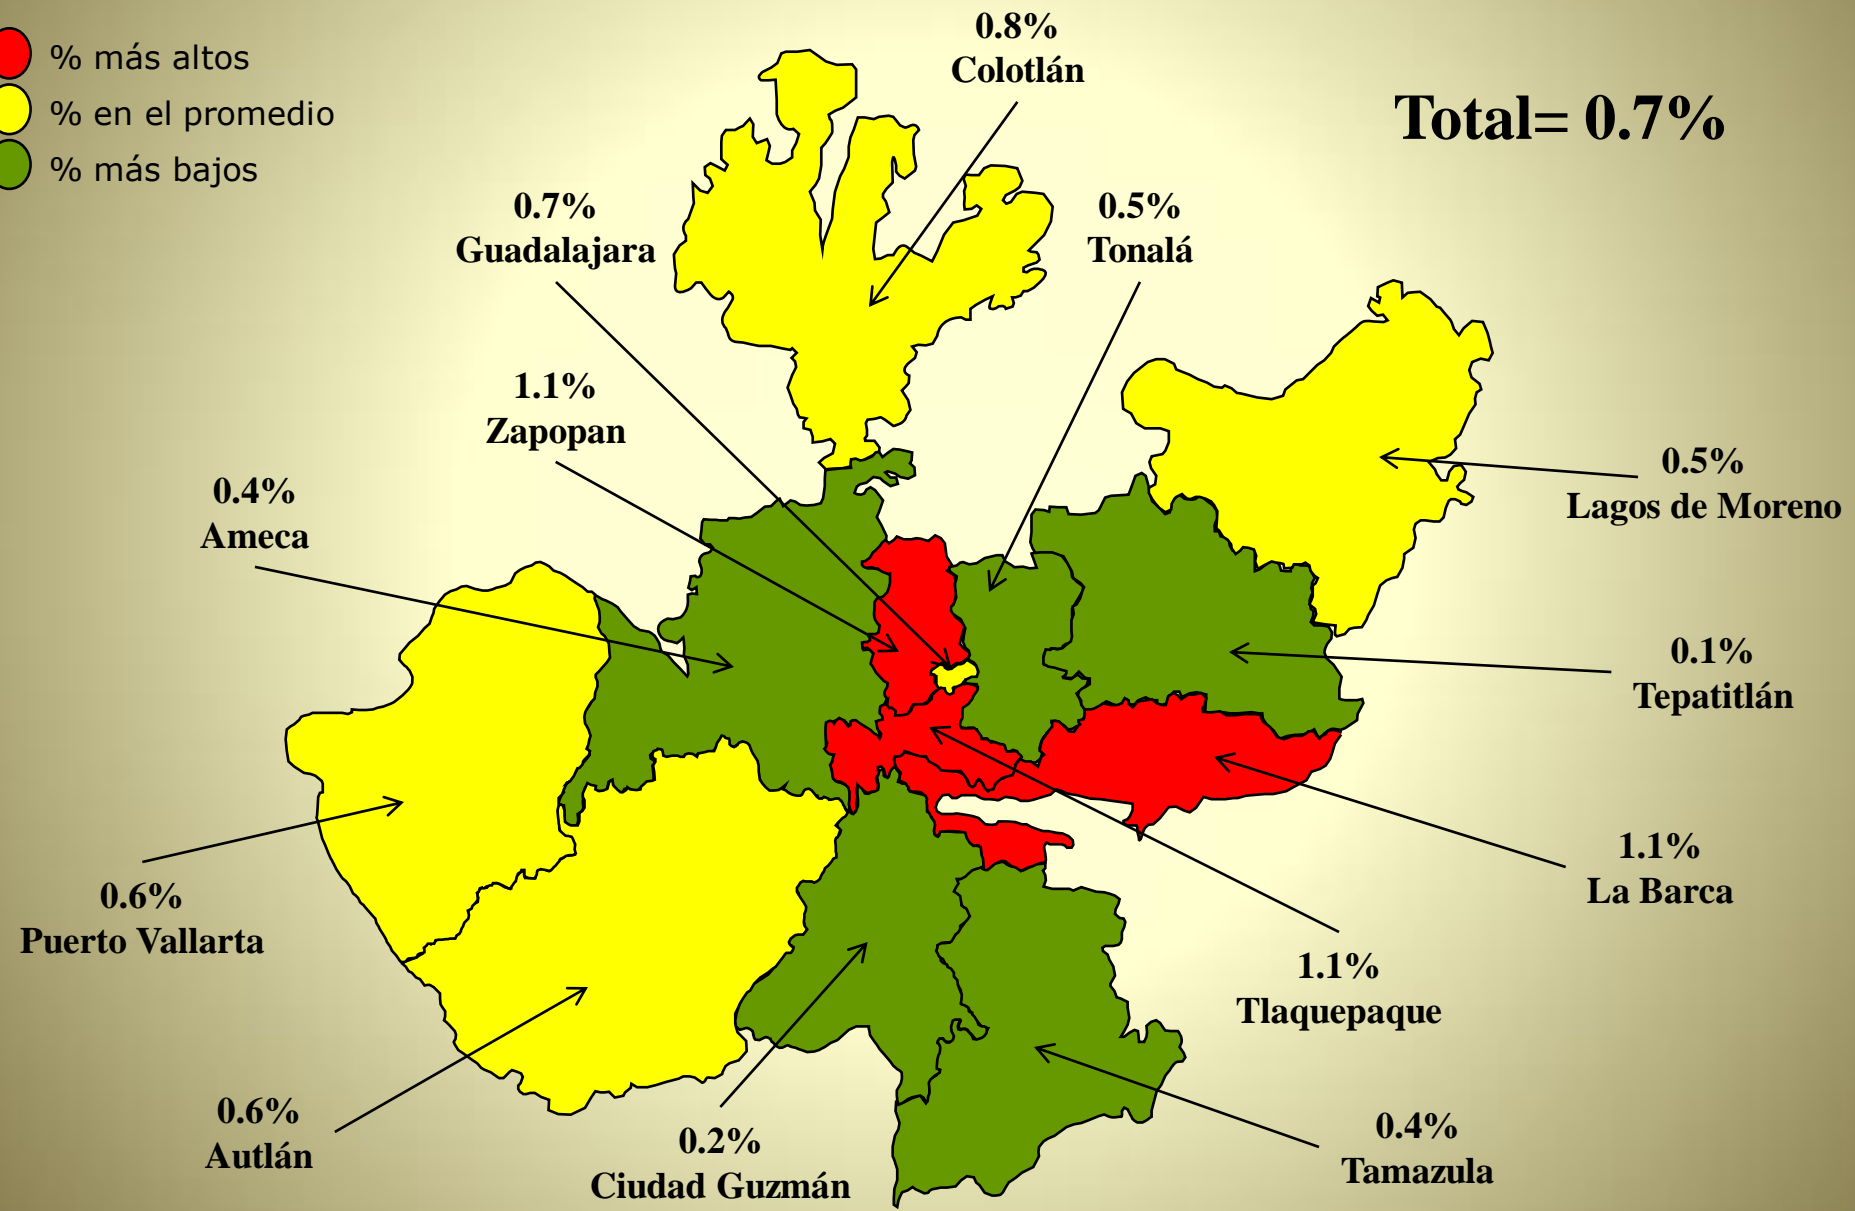 % más altos
% en el promedio
% más bajos
Total= 0.7%
0.8%
Colotlán
0.7%
Guadalajara
0.5%
Tonalá
1.1%
Zapopan
0.4%
Ameca
0.5%
Lagos de Moreno
0.1%
Tepatitlán
1.1%
La Barca
0.6%
Puerto Vallarta
1.1%
Tlaquepaque
0.6%
Autlán
0.2%
Ciudad Guzmán
0.4%
Tamazula